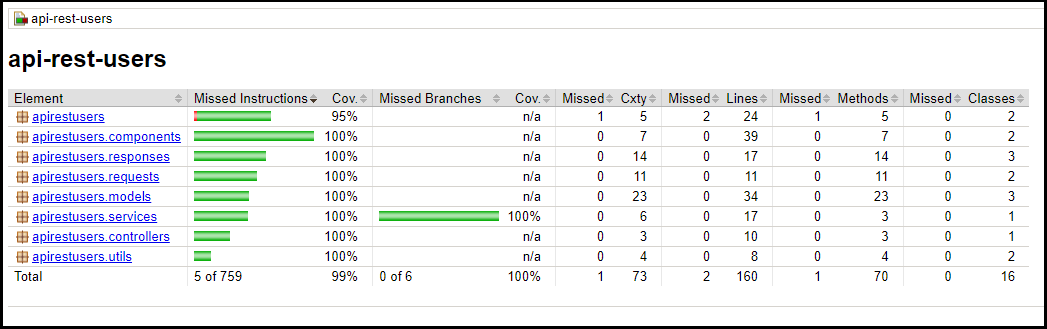 api-rest-users
api-rest-users
Element Missed Instructions Cov. Missed Branches Cov. Missed Cxty Missed Lines Missed Methods Missed Classes
apirestusers 95% n/a 1 5 2 24 1 5 0 2
apirestusers.components 100% n/a 0 7 0 39 0 7 0 2
apirestusers.responses 100% n/a 0 14 0 17 0 14 0 3
apirestusers.requests 100% n/a 0 11 0 11 0 11 0 2
apirestusers.models 100% n/a 0 23 0 34 0 23 0 3
apirestusers.services 100% 100% 0 6 0 17 0 3 0 1
apirestusers.controllers 100% n/a 0 3 0 10 0 3 0 1
apirestusers.utils 100% n/a 0 4 0 8 0 4 0 2
Total 5 of 759 99% 0 of 6 100% 1 73 2 160 1 70 0 16